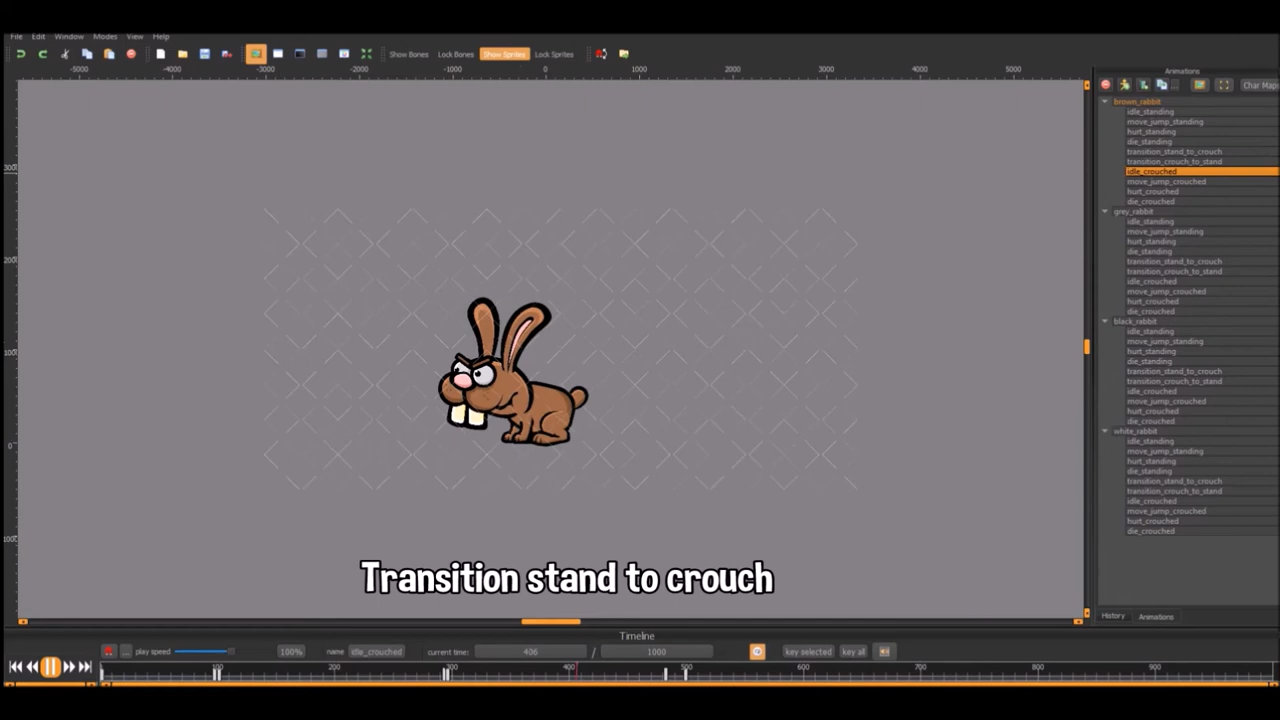 File Edit Window Modes View Help
Show Bones Lock Bones Show Sprites Lock Sprites
-5000 -4000 -3000 -2000 -1000 0 1000 2000 3000 4000 5000
Animations
Char Map
brown_rabbit
idle_standing
move_jump_standing
hurt_standing
die_standing
transition_stand_to_crouch
transition_crouch_to_stand
idle_crouched
move_jump_crouched
hurt_crouched
die_crouched
grey_rabbit
idle_standing
move_jump_standing
hurt_standing
die_standing
transition_stand_to_crouch
transition_crouch_to_stand
idle_crouched
move_jump_crouched
hurt_crouched
die_crouched
black_rabbit
idle_standing
move_jump_standing
hurt_standing
die_standing
transition_stand_to_crouch
transition_crouch_to_stand
idle_crouched
move_jump_crouched
hurt_crouched
die_crouched
white_rabbit
idle_standing
move_jump_standing
hurt_standing
die_standing
transition_stand_to_crouch
transition_crouch_to_stand
idle_crouched
move_jump_crouched
hurt_crouched
die_crouched
Transition stand to crouch
History Animations
Timeline
... play speed 100% name idle_crouched current time: 406 / 1000 key selected key all
100 200 300 400 500 600 700 800 900